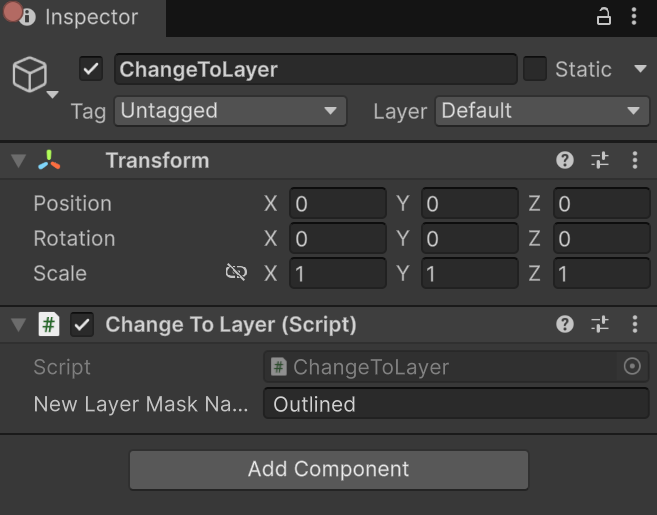 Inspector
ChangeToLayer Static
Tag Untagged Layer Default
Transform
Position X 0 Y 0 Z 0
Rotation X 0 Y 0 Z 0
Scale X 1 Y 1 Z 1
# Change To Layer (Script)
Script # ChangeToLayer
New Layer Mask Na... Outlined
Add Component